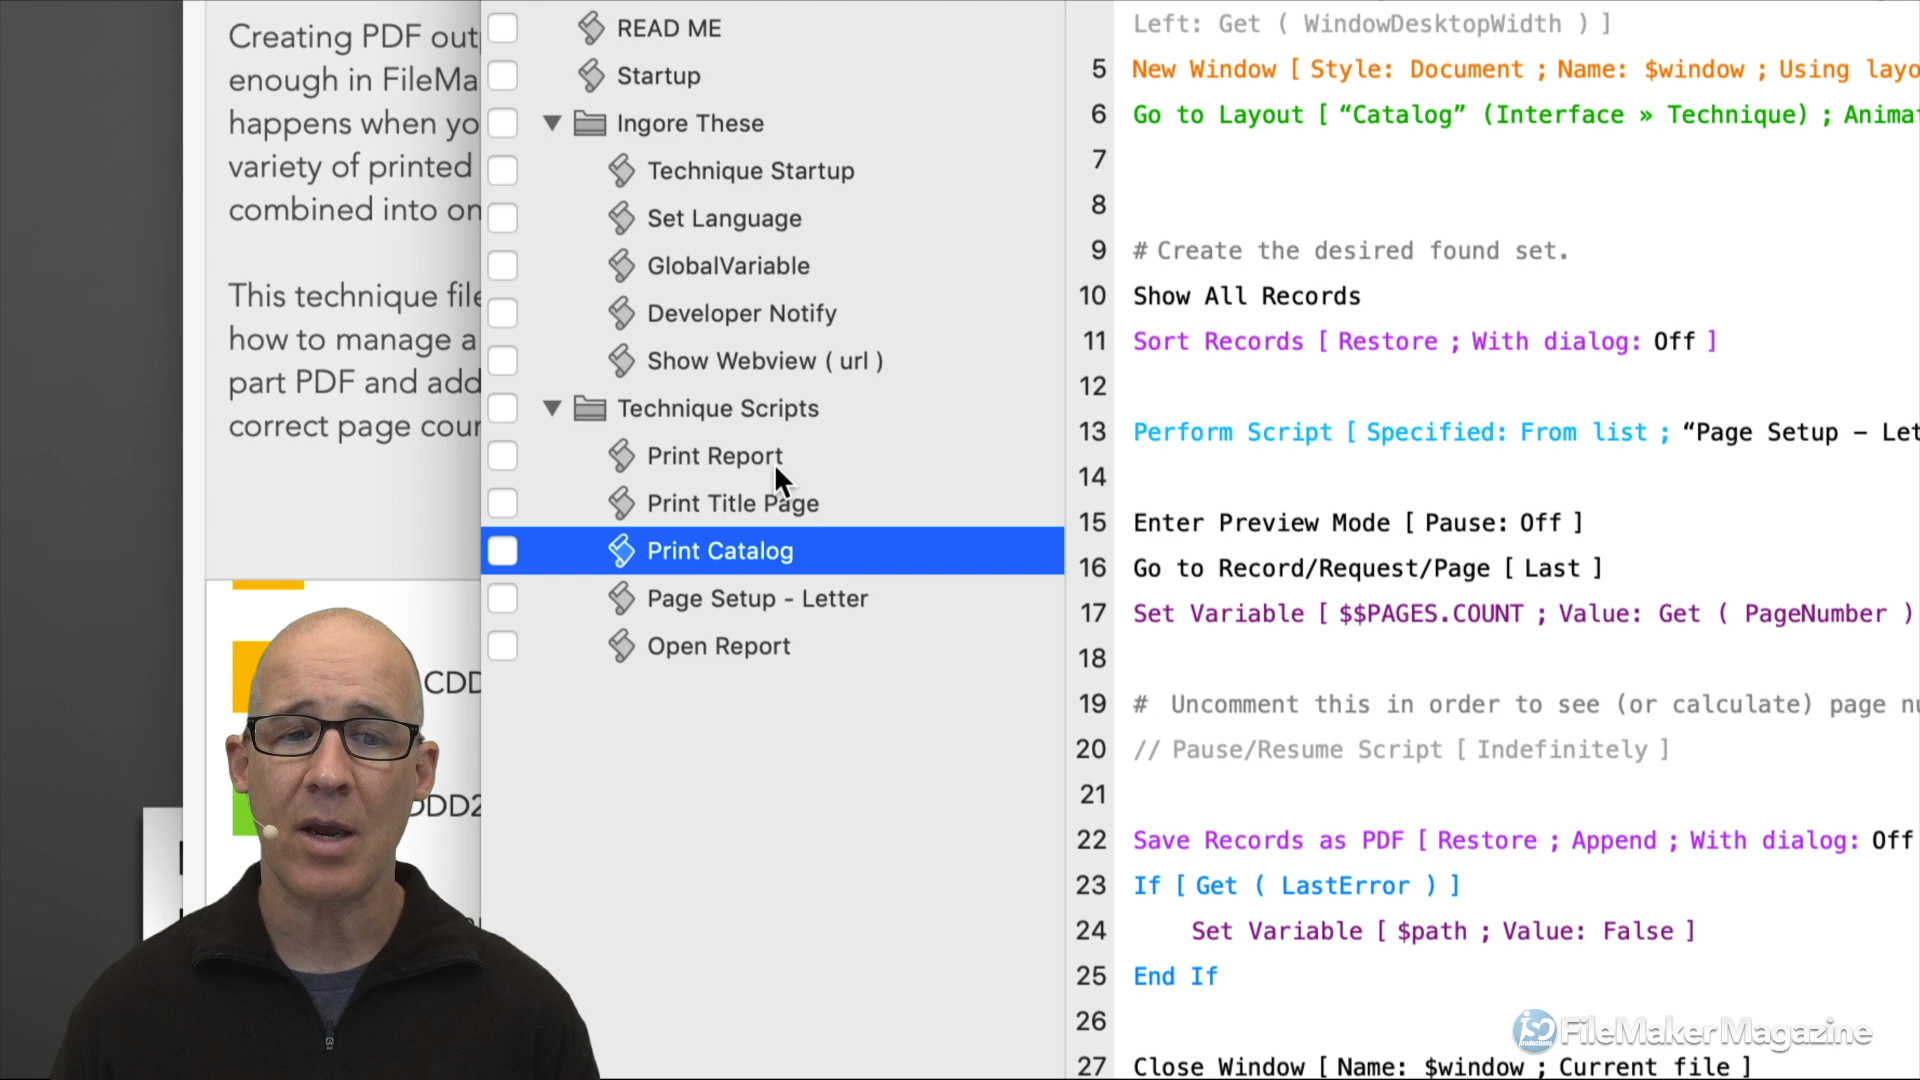 Creating PDF out
enough in FileMa
happens when yo
variety of printed
combined into on
This technique file
how to manage a
part PDF and add
correct page cour
CDD
DDD2
READ ME
Startup
Ingore These
Technique Startup
Set Language
GlobalVariable
Developer Notify
Show Webview ( url )
Technique Scripts
Print Report
Print Title Page
Print Catalog
Page Setup - Letter
Open Report
Left: Get ( WindowDesktopWidth ) ]
5 New Window [ Style: Document ; Name: $window ; Using layo
6 Go to Layout [ “Catalog” (Interface » Technique) ; Animat
7
8
9 # Create the desired found set.
10 Show All Records
11 Sort Records [ Restore ; With dialog: Off ]
12
13 Perform Script [ Specified: From list ; “Page Setup – Let
14
15 Enter Preview Mode [ Pause: Off ]
16 Go to Record/Request/Page [ Last ]
17 Set Variable [ $$PAGES.COUNT ; Value: Get ( PageNumber )
18
19 # Uncomment this in order to see (or calculate) page nu
20 // Pause/Resume Script [ Indefinitely ]
21
22 Save Records as PDF [ Restore ; Append ; With dialog: Off
23 If [ Get ( LastError ) ]
24 Set Variable [ $path ; Value: False ]
25 End If
26
27 Close Window [ Name: $window ; Current file ]
FileMaker Magazine